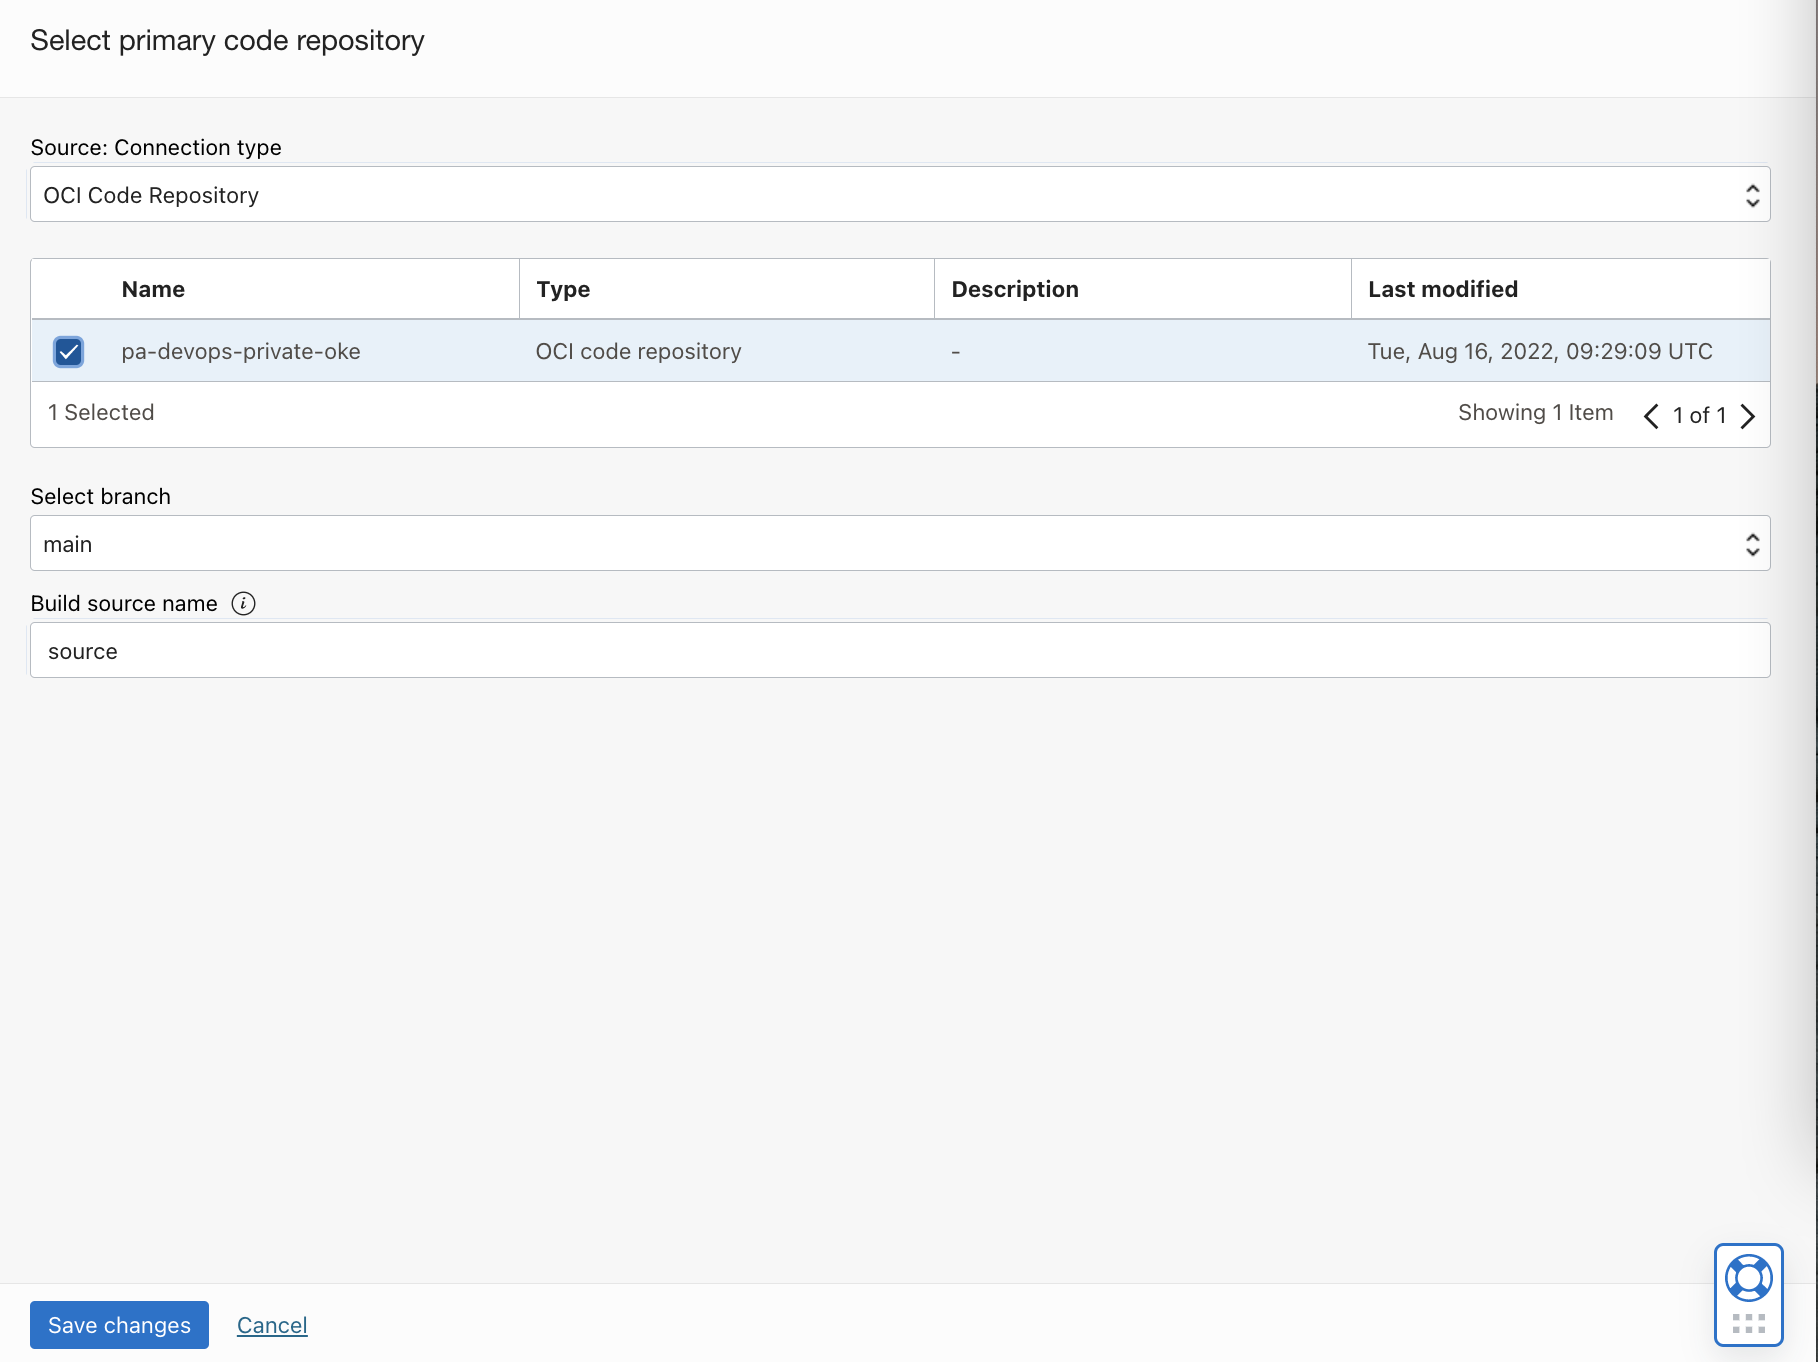 Select primary code repository
Source: Connection type
OCI Code Repository
Name Type Description Last modified
pa-devops-private-oke OCI code repository - Tue, Aug 16, 2022, 09:29:09 UTC
1 Selected Showing 1 Item 1 of 1
Select branch
main
Build source name i
source
Save changes Cancel